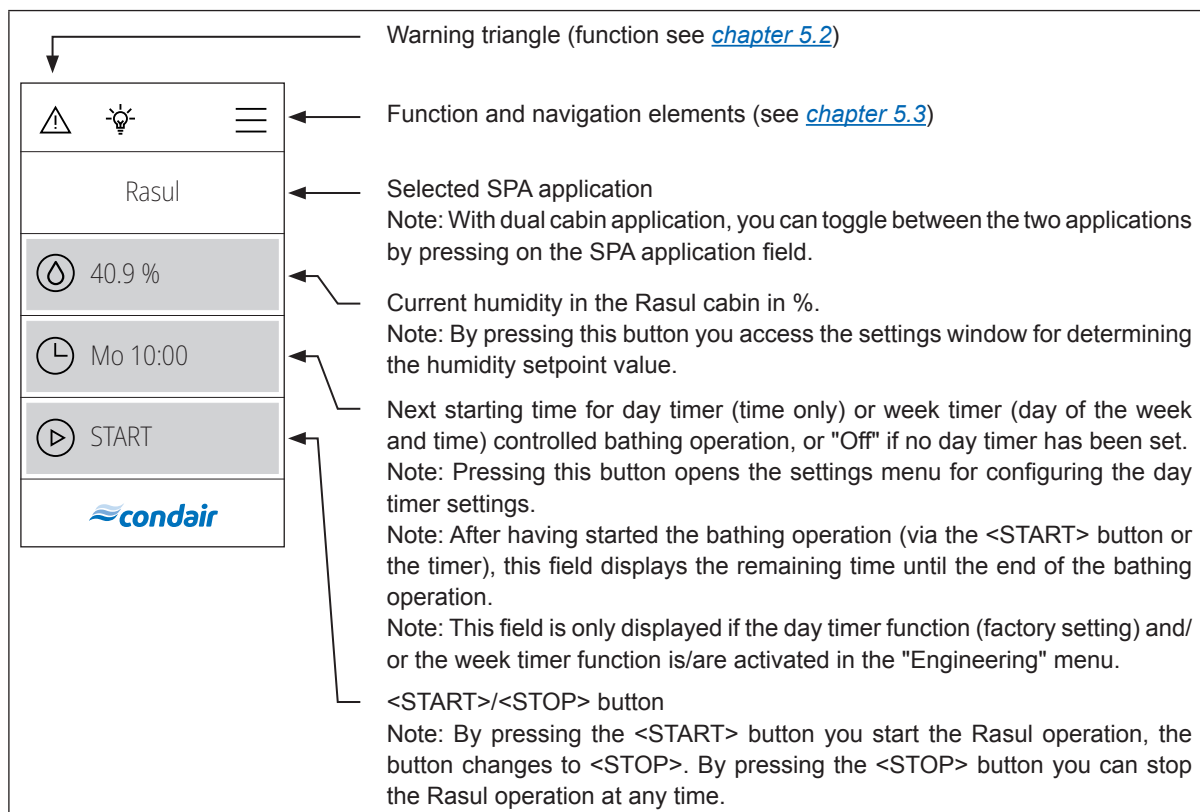 Warning triangle (function see chapter 5.2)
Function and navigation elements (see chapter 5.3)
Rasul
Selected SPA application
Note: With dual cabin application, you can toggle between the two applications
by pressing on the SPA application field.
40.9 %
Current humidity in the Rasul cabin in %.
Note: By pressing this button you access the settings window for determining
the humidity setpoint value.
Mo 10:00
Next starting time for day timer (time only) or week timer (day of the week
and time) controlled bathing operation, or "Off" if no day timer has been set.
Note: Pressing this button opens the settings menu for configuring the day
timer settings.
Note: After having started the bathing operation (via the <START> button or
the timer), this field displays the remaining time until the end of the bathing
operation.
Note: This field is only displayed if the day timer function (factory setting) and/
or the week timer function is/are activated in the "Engineering" menu.
START
condair
<START>/<STOP> button
Note: By pressing the <START> button you start the Rasul operation, the
button changes to <STOP>. By pressing the <STOP> button you can stop
the Rasul operation at any time.